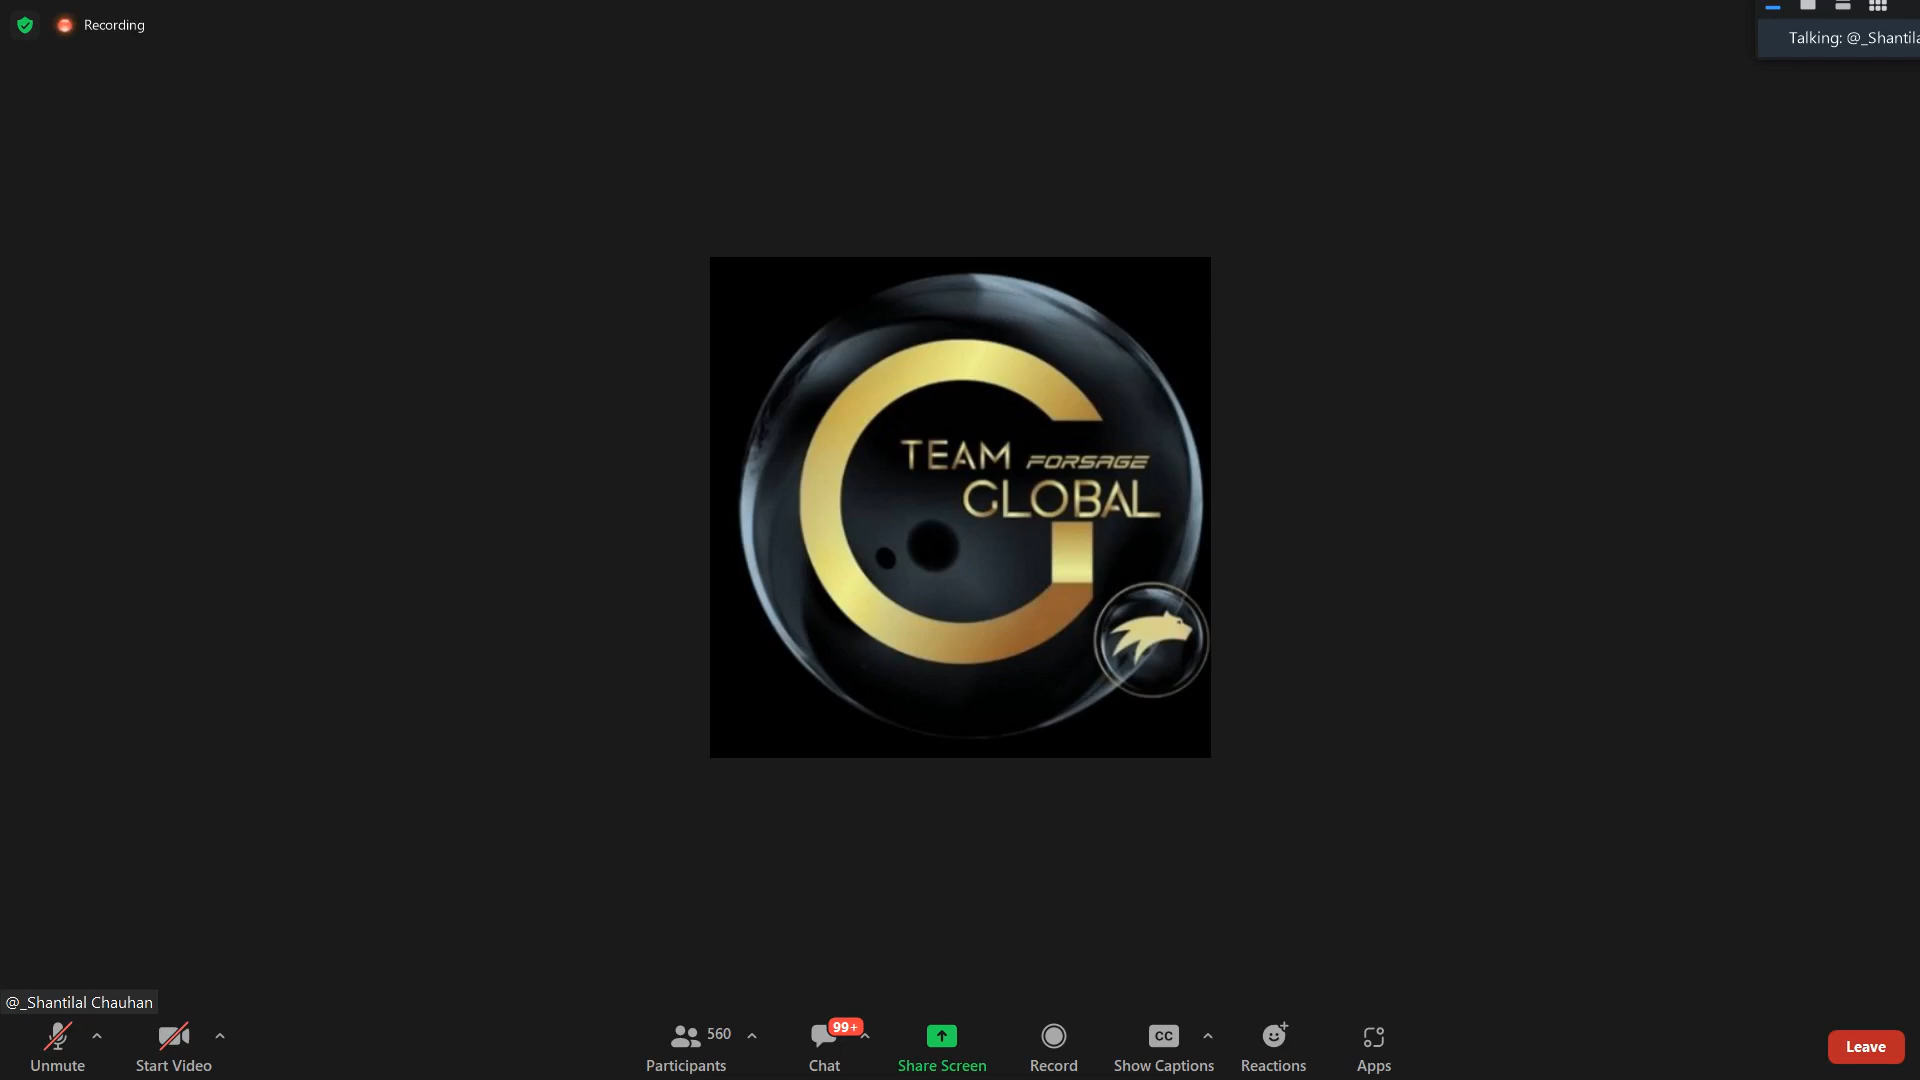 Recording
Talking: @_Shantila
TEAM FORSAGE
GLOBAL
@_Shantilal Chauhan
560
99+
CC
Unmute
Start Video
Participants
Chat
Share Screen
Record
Show Captions
Reactions
Apps
Leave